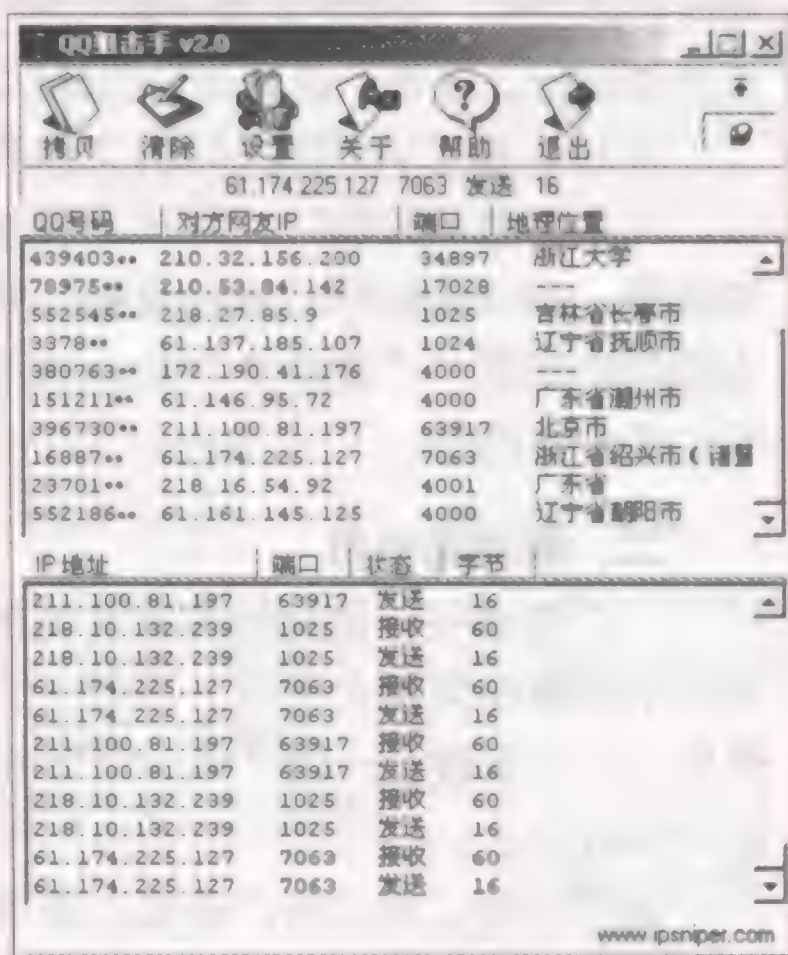 QQ狙击手 v2.0
拷贝 清除 设置 关于 帮助 退出
61.174.225.127 7063 发送 16
QQ号码 对方网友IP 端口 地理位置
439403** 210.32.156.200 34897 浙江大学
78975** 210.53.84.142 17028 ---
552545** 218.27.85.9 1025 吉林省长春市
3378** 61.137.185.107 1024 辽宁省抚顺市
380763** 172.190.41.176 4000 ---
151211** 61.146.95.72 4000 广东省潮州市
396730** 211.100.81.197 63917 北京市
16887** 61.174.225.127 7063 浙江省绍兴市(诸暨
23701** 218.16.54.92 4001 广东省
552186** 61.161.145.125 4000 辽宁省朝阳市
IP地址 端口 状态 字节
211.100.81.197 63917 发送 16
218.10.132.239 1025 接收 60
218.10.132.239 1025 发送 16
61.174.225.127 7063 接收 60
61.174.225.127 7063 发送 16
211.100.81.197 63917 接收 60
211.100.81.197 63917 发送 16
218.10.132.239 1025 接收 60
218.10.132.239 1025 发送 16
61.174.225.127 7063 接收 60
61.174.225.127 7063 发送 16
www.ipsniper.com